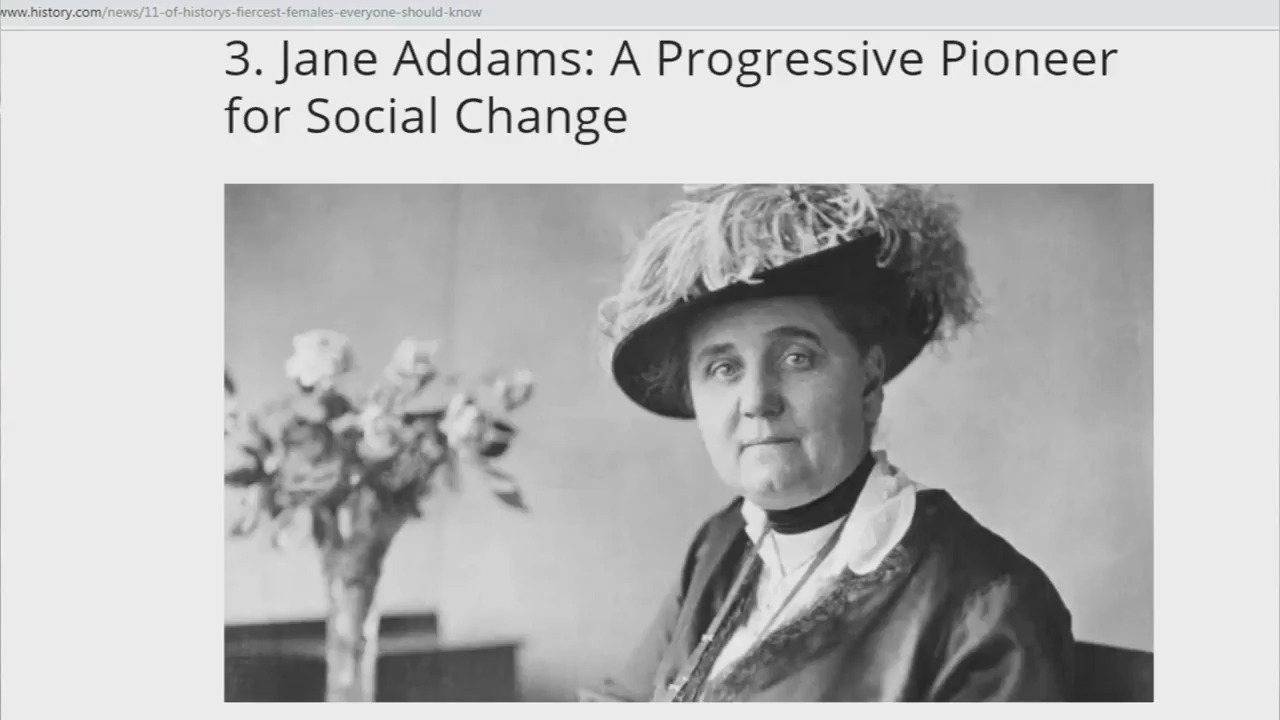 www.history.com/news/11-of-historys-fiercest-females-everyone-should-know
3. Jane Addams: A Progressive Pioneer
for Social Change